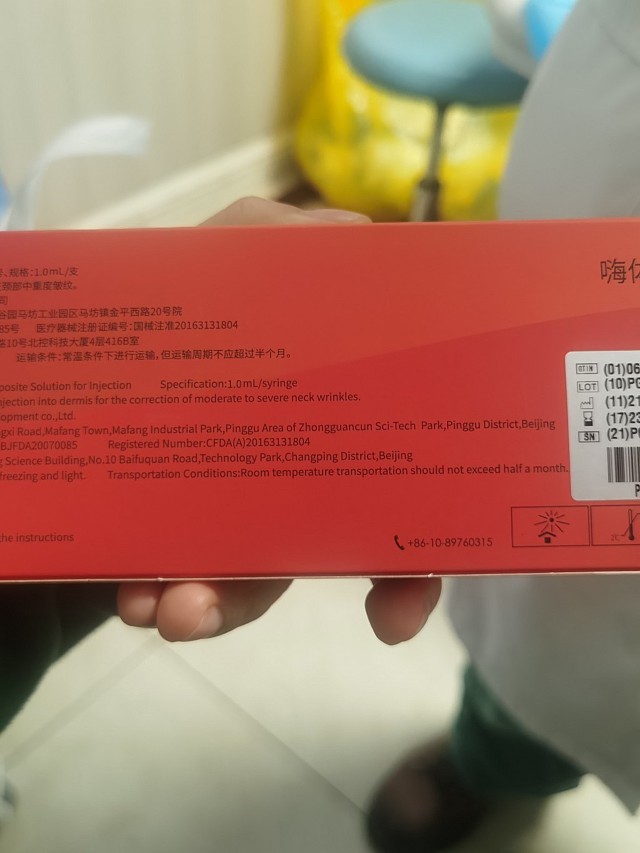 规格:1.0mL/支
颈部中重度皱纹。
司
谷园马坊工业园区马坊镇金平西路20号院
85号 医疗器械注册证编号:国械注准20163131804
路10号北控科技大厦4层416B室
运输条件:常温条件下进行运输,但运输周期不应超过半个月。
嗨体
posite Solution for Injection Specification:1.0mL/syringe
njection into dermis for the correction of moderate to severe neck wrinkles.
opment co.,Ltd.
gxi Road,Mafang Town,Mafang Industrial Park,Pinggu Area of Zhongguancun Sci-Tech Park,Pinggu District,Beijing
BJFDA20070085 Registered Number:CFDA(A)20163131804
g Science Building,No.10 Baifuquan Road,Technology Park,Changping District,Beijing
freezing and light. Transportation Conditions:Room temperature transportation should not exceed half a month.
the instructions
+86-10-89760315
GTIN (01)06
LOT (10)PG
(11)21
(17)23
SN (21)P